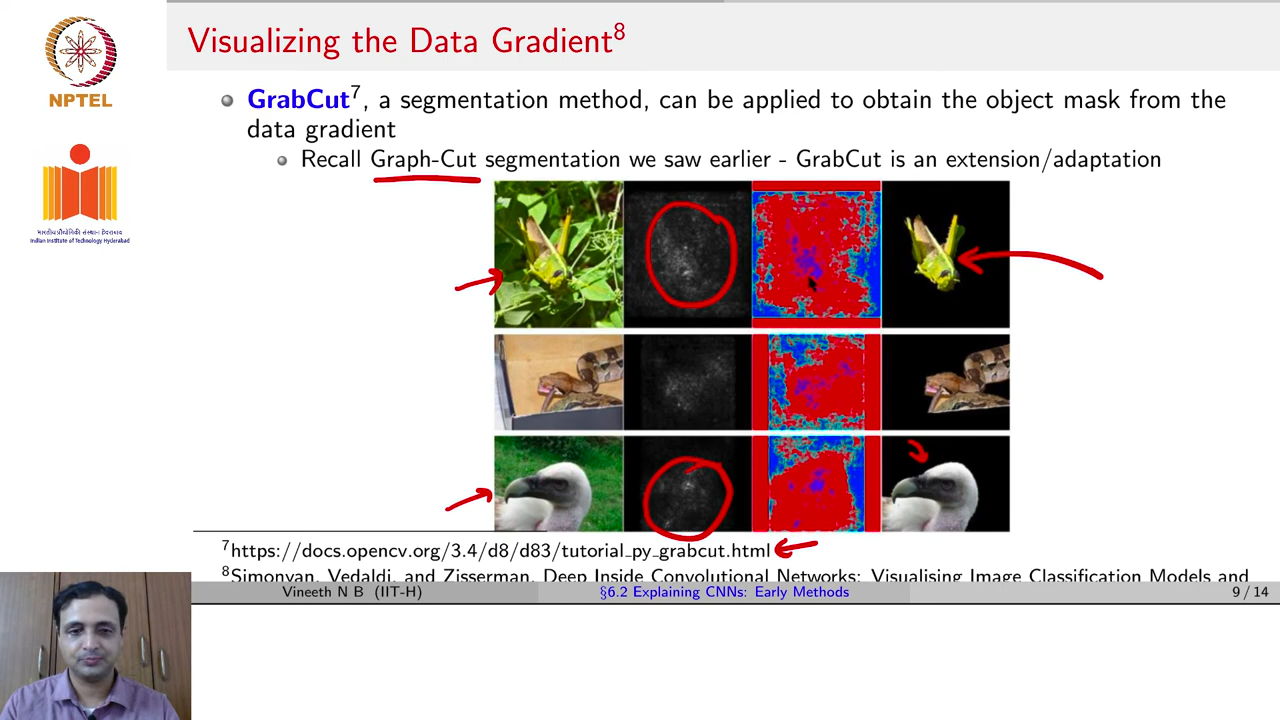 Visualizing the Data Gradient8
NPTEL
GrabCut7, a segmentation method, can be applied to obtain the object mask from the
data gradient
Recall Graph-Cut segmentation we saw earlier - GrabCut is an extension/adaptation
भारतीय प्रौद्योगिकी संस्थान हैदराबाद
Indian Institute of Technology Hyderabad
7https://docs.opencv.org/3.4/d8/d83/tutorial_py_grabcut.html
8Simonyan, Vedaldi, and Zisserman, Deep Inside Convolutional Networks: Visualising Image Classification Models and
Vineeth N B (IIT-H)
§6.2 Explaining CNNs: Early Methods
9 / 14